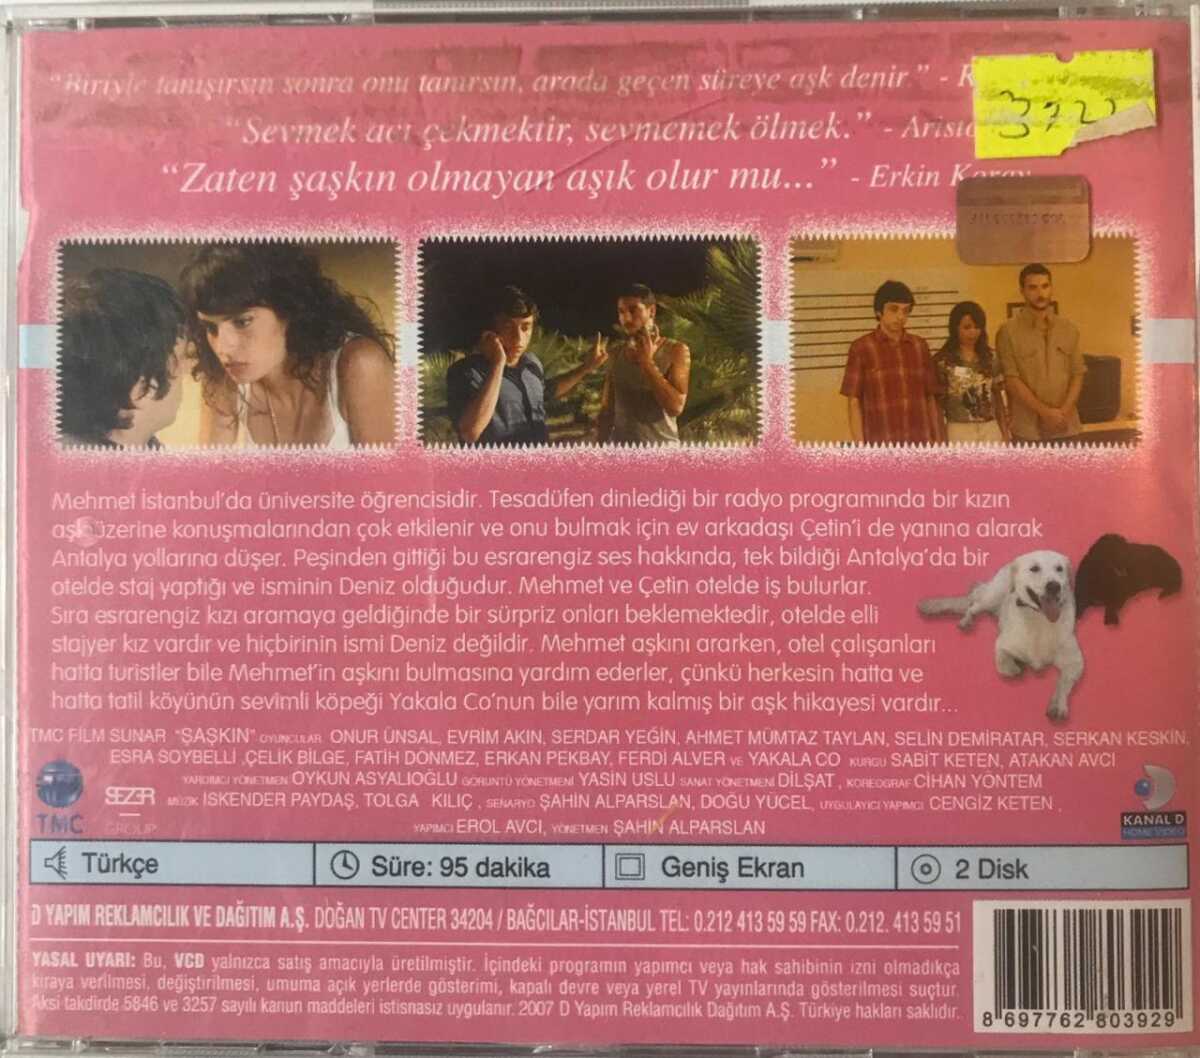 “Biriyle tanışırsın sonra onu tanırsın, arada geçen süreye aşk denir.” -
“Sevmek acı çekmektir, sevmemek ölmek.” -
“Zaten şaşkın olmayan aşık olur mu...” - Erkin Koray
Mehmet İstanbul'da üniversite öğrencisidir. Tesadüfen dinlediği bir radyo programında bir kızın
aşk üzerine konuşmalarından çok etkilenir ve onu bulmak için ev arkadaşı Çetin'i de yanına alarak
Antalya yollarına düşer. Peşinden gittiği bu esrarengiz ses hakkında, tek bildiği Antalya'da bir
otelde staj yaptığı ve isminin Deniz olduğudur. Mehmet ve Çetin otelde iş bulurlar.
Sıra esrarengiz kızı aramaya geldiğinde bir sürpriz onları beklemektedir, otelde elli
stajyer kız vardır ve hiçbirinin ismi Deniz değildir. Mehmet aşkını ararken, otel çalışanları
hatta turistler bile Mehmet'in aşkını bulmasına yardım ederler, çünkü herkesin hatta ve
hatta tatil köyünün sevimli köpeği Yakala Co'nun bile yarım kalmış bir aşk hikayesi vardır...
TMC FİLM SUNAR “ŞAŞKIN” OYUNCULAR ONUR ÜNSAL, EVRİM AKIN, SERDAR YEĞİN, AHMET MÜMTAZ TAYLAN, SELİN DEMİRATAR, SERKAN KESKİN,
ESRA SOYBELLİ, ÇELİK BİLGE, FATİH DÖNMEZ, ERKAN PEKBAY, FERDİ ALVER VE YAKALA CO KURGU SABİT KETEN, ATAKAN AVCI
YARDIMCI YÖNETMEN OYKUN ASYALIOĞLU GÖRÜNTÜ YÖNETMENİ YASİN USLU SANAT YÖNETMENİ DİLŞAT, KOREOGRAF CİHAN YÖNTEM
MÜZİK İSKENDER PAYDAŞ, TOLGA KILIÇ, SENARYO ŞAHİN ALPARSLAN, DOĞU YÜCEL, UYGULAYICI YAPIMCI CENGİZ KETEN,
YAPIMCI EROL AVCI, YÖNETMEN ŞAHİN ALPARSLAN
TMC
SEZER
GROUP
KANAL D
HOME VIDEO
Türkçe
Süre: 95 dakika
Geniş Ekran
2 Disk
D YAPIM REKLAMCILIK VE DAĞITIM A.Ş. DOĞAN TV CENTER 34204 / BAĞCILAR-İSTANBUL TEL: 0.212 413 59 59 FAX: 0.212. 413 59 51
YASAL UYARI: Bu, VCD yalnızca satış amacıyla üretilmiştir. İçindeki programın yapımcı veya hak sahibinin izni olmadıkça
kiraya verilmesi, değiştirilmesi, umuma açık yerlerde gösterimi, kapalı devre veya yerel TV yayınlarında gösterilmesi suçtur.
Aksi takdirde 5846 ve 3257 sayılı kanun maddeleri istisnasız uygulanır. 2007 D Yapım Reklamcılık Dağıtım A.Ş. Türkiye hakları saklıdır.
8 697762 803929